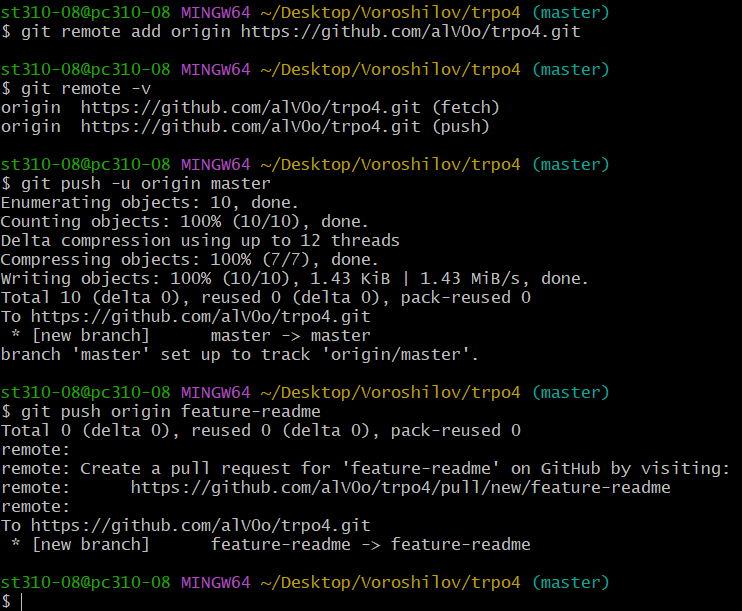 st310-08@pc310-08 MINGW64 ~/Desktop/Voroshilov/trpo4 (master)
$ git remote add origin https://github.com/alV0o/trpo4.git
st310-08@pc310-08 MINGW64 ~/Desktop/Voroshilov/trpo4 (master)
$ git remote -v
origin  https://github.com/alV0o/trpo4.git (fetch)
origin  https://github.com/alV0o/trpo4.git (push)
st310-08@pc310-08 MINGW64 ~/Desktop/Voroshilov/trpo4 (master)
$ git push -u origin master
Enumerating objects: 10, done.
Counting objects: 100% (10/10), done.
Delta compression using up to 12 threads
Compressing objects: 100% (7/7), done.
Writing objects: 100% (10/10), 1.43 KiB | 1.43 MiB/s, done.
Total 10 (delta 0), reused 0 (delta 0), pack-reused 0
To https://github.com/alV0o/trpo4.git
 * [new branch]      master -> master
branch 'master' set up to track 'origin/master'.
st310-08@pc310-08 MINGW64 ~/Desktop/Voroshilov/trpo4 (master)
$ git push origin feature-readme
Total 0 (delta 0), reused 0 (delta 0), pack-reused 0
remote:
remote: Create a pull request for 'feature-readme' on GitHub by visiting:
remote:      https://github.com/alV0o/trpo4/pull/new/feature-readme
remote:
To https://github.com/alV0o/trpo4.git
 * [new branch]      feature-readme -> feature-readme
st310-08@pc310-08 MINGW64 ~/Desktop/Voroshilov/trpo4 (master)
$